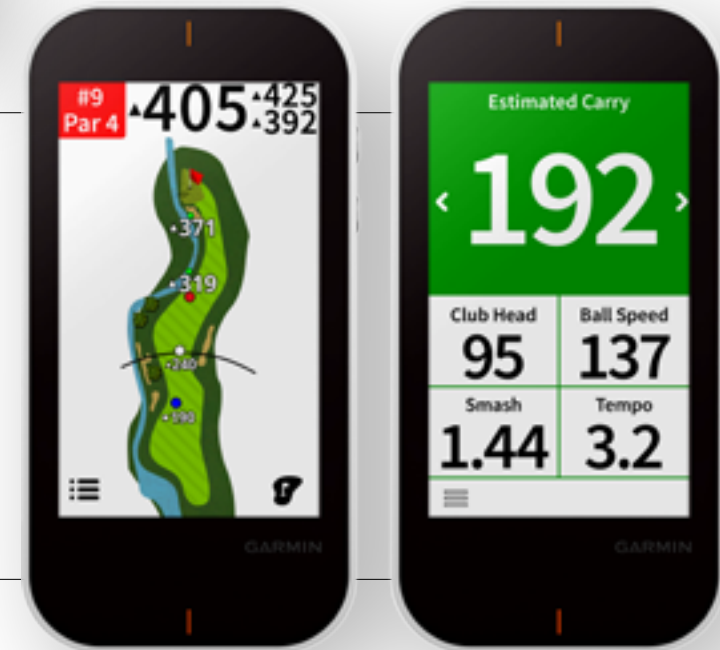 #9
Par 4
405
425
392
371
319
240
190
GARMIN
Estimated Carry
< 192 >
Club Head
95
Ball Speed
137
Smash
1.44
Tempo
3.2
GARMIN